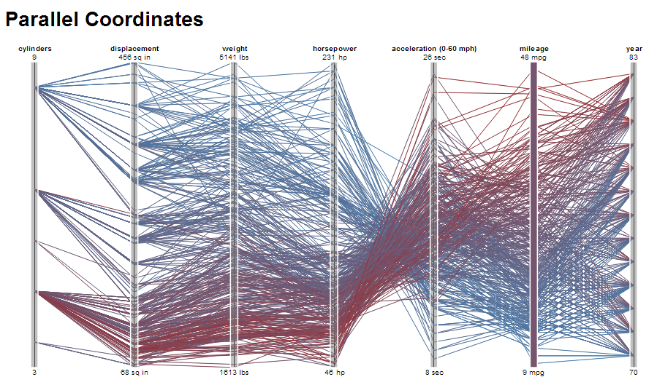 Parallel Coordinates
cylinders displacement weight horsepower acceleration (0-60 mph) mileage year
9 456 sq in 5141 lbs 231 hp 26 sec 48 mpg 83
3 68 sq in 1613 lbs 46 hp 8 sec 9 mpg 70